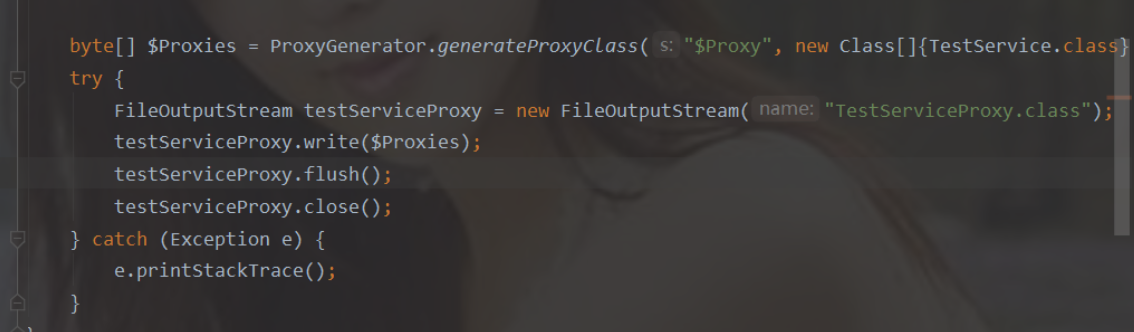 byte[] $Proxies = ProxyGenerator.generateProxyClass( s: "$Proxy", new Class[]{TestService.class}
try {
FileOutputStream testServiceProxy = new FileOutputStream( name: "TestServiceProxy.class");
testServiceProxy.write($Proxies);
testServiceProxy.flush();
testServiceProxy.close();
} catch (Exception e) {
e.printStackTrace();
}